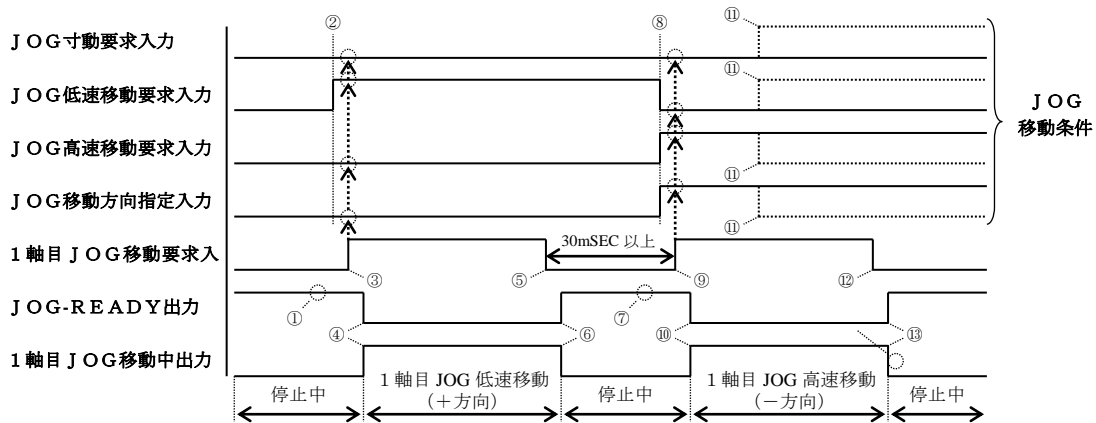 ② ⑧ ⑪
ＪＯＧ寸動要求入力
⑪
ＪＯＧ低速移動要求入力
ＪＯＧ
移動条件
ＪＯＧ高速移動要求入力
⑪
ＪＯＧ移動方向指定入力
⑪
１軸目ＪＯＧ移動要求入
30mSEC 以上
③ ⑤ ⑨ ⑫
JOG-ＲＥＡＤＹ出力
① ⑦
④ ⑥ ⑩ ⑬
１軸目ＪＯＧ移動中出力
停止中
１軸目 JOG 低速移動
（＋方向）
停止中
１軸目 JOG 高速移動
（－方向）
停止中